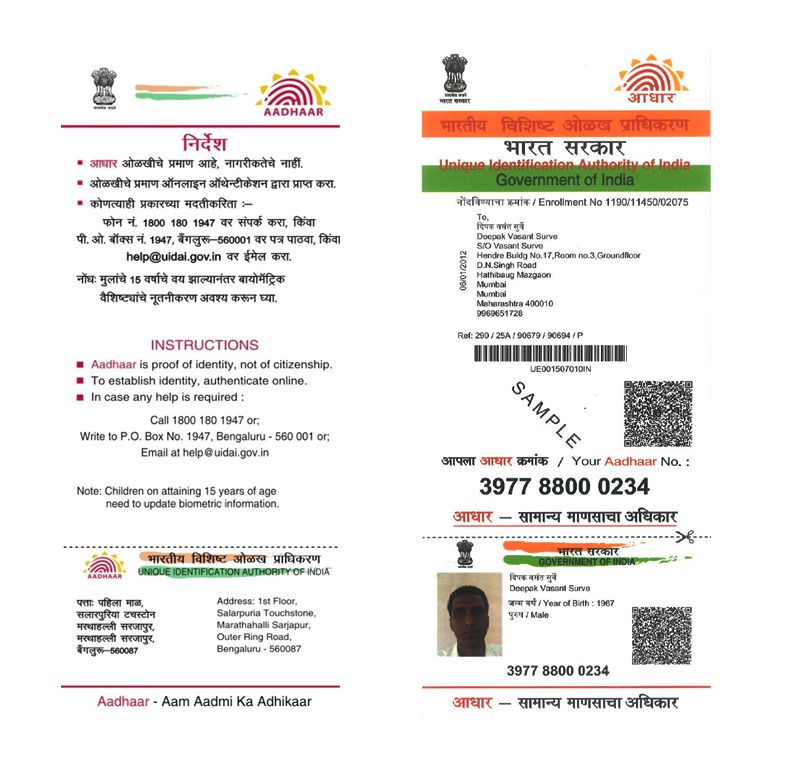 AADHAAR
निर्देश
आधार ओळखीचे प्रमाण आहे, नागरीकतेचे नाहीं.
ओळखीचे प्रमाण ऑनलाइन ऑथेन्टीकेशन द्वारा प्राप्त करा.
कोणत्याही प्रकारच्या मदतीकरिता :–
फोन नं. 1800 180 1947 वर संपर्क करा, किंवा
पी. ओ. बॉक्स नं. 1947, बैंगलुरू–560001 वर पत्र पाठवा, किंवा
help@uidai.gov.in वर ईमेल करा.
नोंधः मुलांचे 15 वर्षाचे वय झाल्यानंतर बायोमेंट्रिक
वैशिष्ट्यांचे नूतनीकरण अवश्य करून घ्या.
INSTRUCTIONS
Aadhaar is proof of identity, not of citizenship.
To establish identity, authenticate online.
In case any help is required :
Call 1800 180 1947 or;
Write to P.O. Box No. 1947, Bengaluru - 560 001 or;
Email at help@uidai.gov.in
Note: Children on attaining 15 years of age
need to update biometric information.
AADHAAR
भारतीय विशिष्ट ओळख प्राधिकरण
UNIQUE IDENTIFICATION AUTHORITY OF INDIA
पत्ताः पहिला माळ,
सलारपुरिया टचस्टोन
मरथाहल्ली सरजापुर,
मरथाहल्ली सरजापुर,
बैंगलुरू–560087
Address: 1st Floor,
Salarpuria Touchstone,
Marathahalli Sarjapur,
Outer Ring Road,
Bengaluru - 560087
Aadhaar - Aam Aadmi Ka Adhikaar
भारत सरकार
आधार
भारतीय विशिष्ट ओळख प्राधिकरण
भारत सरकार
Unique Identification Authority of India
Government of India
नोंदविण्याचा क्रमांक / Enrollment No 1190/11450/02075
06/01/2012
To,
दिपक वसंत सुर्वे
Deepak Vasant Surve
S/O Vasant Surve
Hendre Buidg No.17,Room no.3,Groundfloor
D.N.Singh Road
Hathibaug Mazgaon
Mumbai
Mumbai
Maharashtra 400010
9969651728
Ref: 290 / 25A / 90679 / 90694 / P
UE001507010IN
SAMPLE
आपला आधार क्रमांक / Your Aadhaar No. :
3977 8800 0234
आधार – सामान्य माणसाचा अधिकार
भारत सरकार
GOVERNMENT OF INDIA
दिपक वसंत सुर्वे
Deepak Vasant Surve
जन्म वर्ष / Year of Birth : 1967
पुरुष / Male
3977 8800 0234
आधार – सामान्य माणसाचा अधिकार